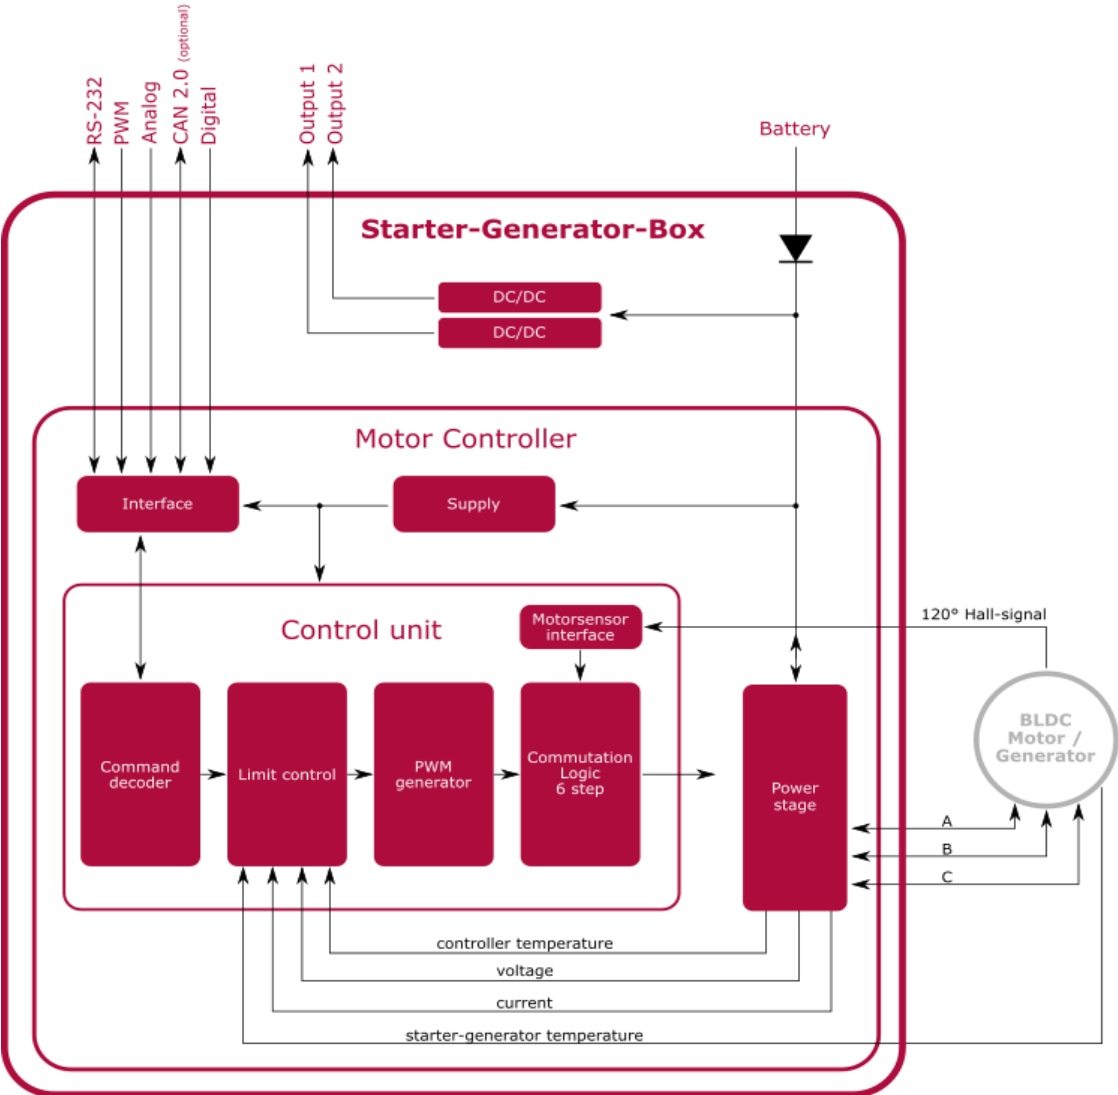 RS-232
PWM
Analog
CAN 2.0 (optional)
Digital
Output 1
Output 2
Battery
Starter-Generator-Box
DC/DC
DC/DC
Motor Controller
Interface
Supply
Control unit
Motorsensor
interface
120° Hall-signal
BLDC
Motor /
Generator
Command
decoder
Limit control
PWM
generator
Commutation
Logic
6 step
Power
stage
A
B
C
controller temperature
voltage
current
starter-generator temperature